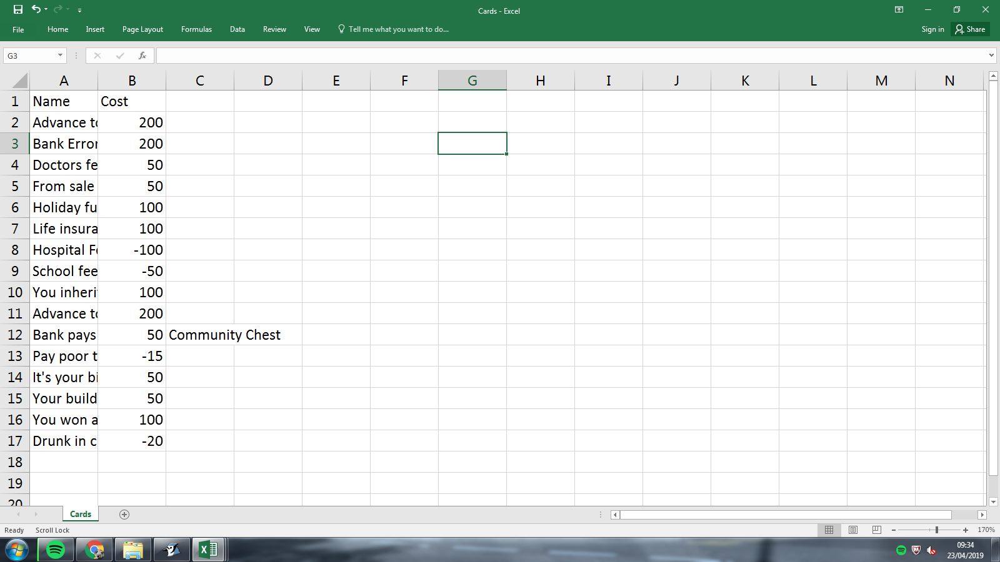 Cards - Excel
File Home Insert Page Layout Formulas Data Review View Tell me what you want to do... Sign in Share
G3 fx
A B C D E F G H I J K L M N
1 Name Cost
2 Advance to 200
3 Bank Error 200
4 Doctors fe 50
5 From sale 50
6 Holiday fu 100
7 Life insura 100
8 Hospital Fe -100
9 School fee -50
10 You inheri 100
11 Advance to 200
12 Bank pays 50 Community Chest
13 Pay poor t -15
14 It's your bi 50
15 Your build 50
16 You won a 100
17 Drunk in c -20
18
19
20
Cards
Ready Scroll Lock 170%
09:34
23/04/2019